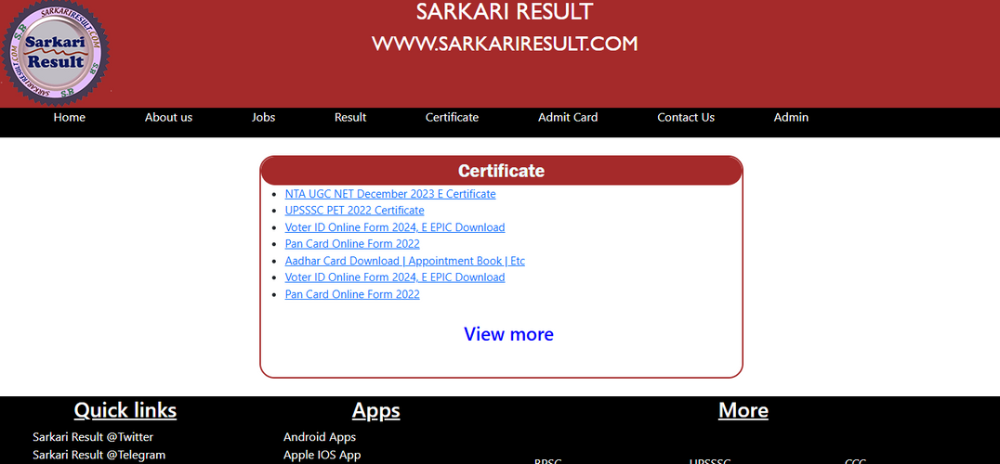 SARKARI RESULT
WWW.SARKARIRESULT.COM
SARKARIRESULT.COM
S.B
Sarkari
Result
S.B
SARKARIRESULT.COM
Home About us Jobs Result Certificate Admit Card Contact Us Admin
Certificate
NTA UGC NET December 2023 E Certificate
UPSSSC PET 2022 Certificate
Voter ID Online Form 2024, E EPIC Download
Pan Card Online Form 2022
Aadhar Card Download | Appointment Book | Etc
Voter ID Online Form 2024, E EPIC Download
Pan Card Online Form 2022
View more
Quick links Apps More
Sarkari Result @Twitter Android Apps
Sarkari Result @Telegram Apple IOS App
BPSC UPSSSC CCC